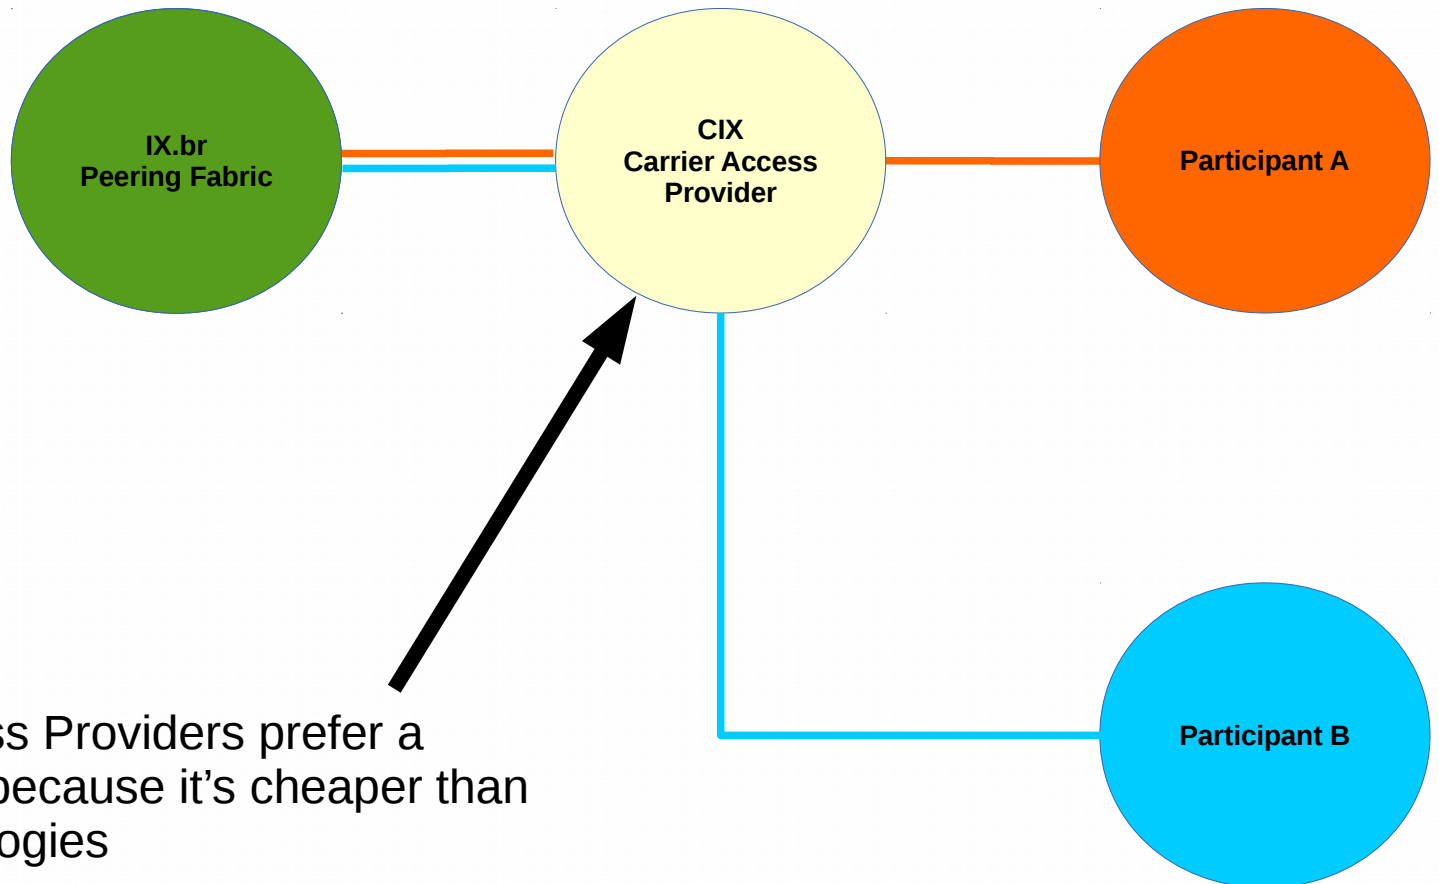 IX.br
Peering Fabric
CIX
Carrier Access
Provider
Participant A
Participant B
ss Providers prefer a
because it’s cheaper than
ogies